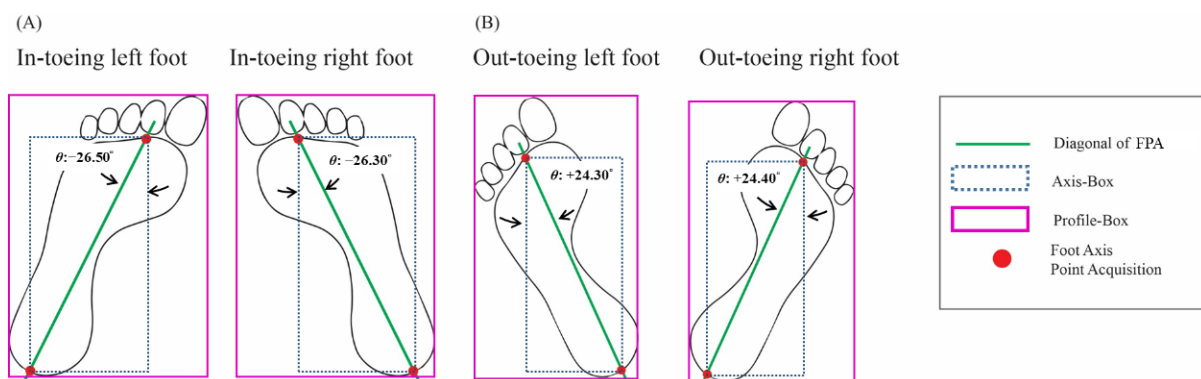 (A)
In-toeing left foot
In-toeing right foot
θ:−26.50°
θ: −26.30°
(B)
Out-toeing left foot
Out-toeing right foot
θ: +24.30°
θ: +24.40°
Diagonal of FPA
Axis-Box
Profile-Box
Foot Axis
Point Acquisition